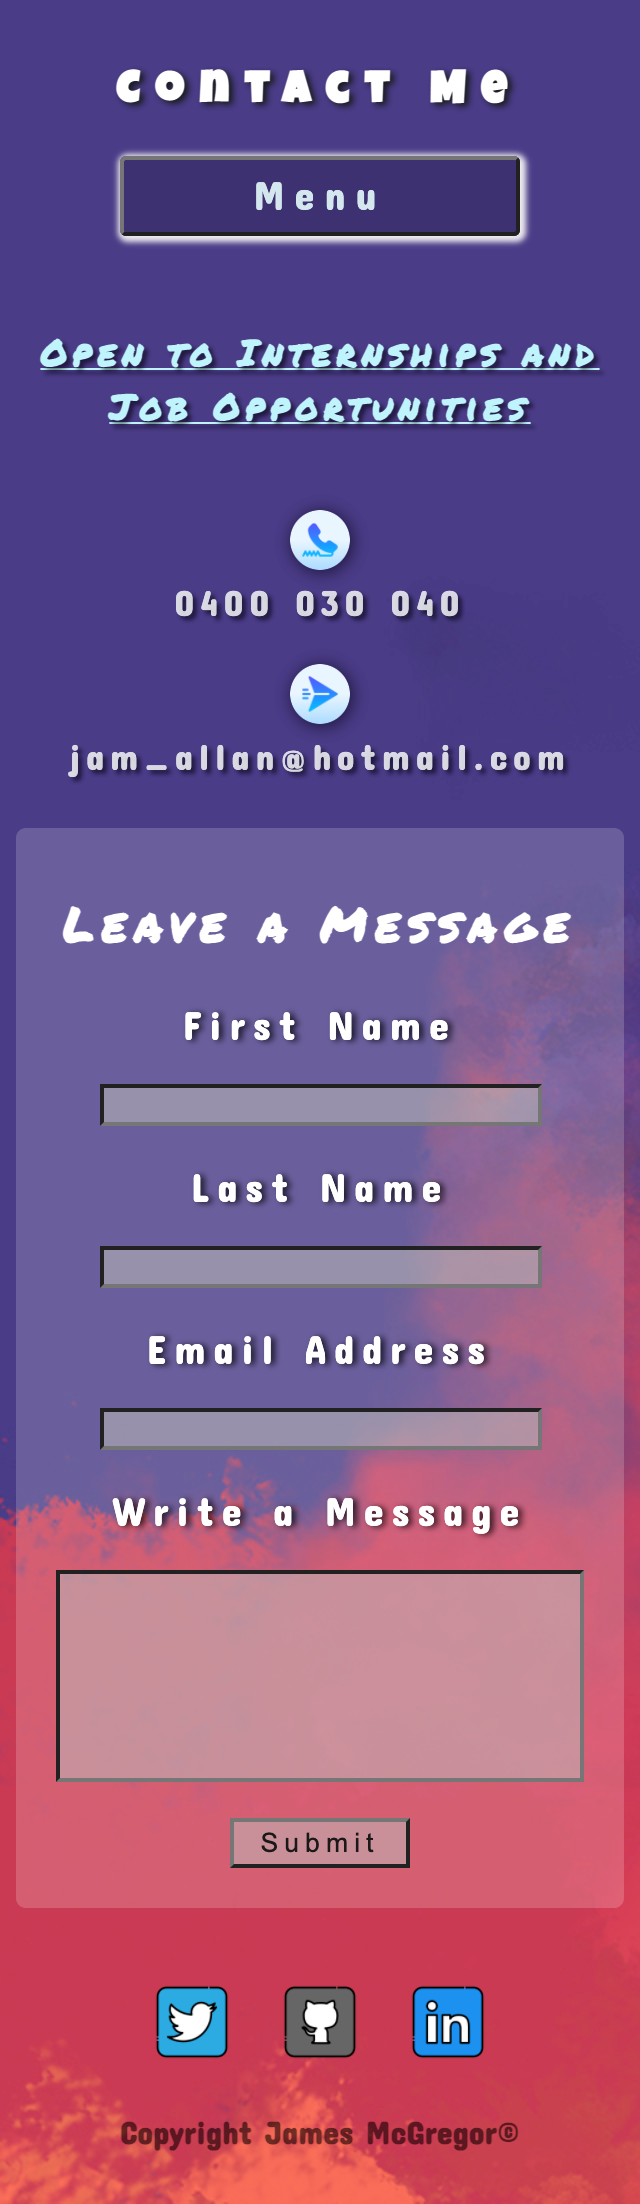 Contact Me
Menu
Open to Internships and
Job Opportunities
0400 030 040
jam_allan@hotmail.com
Leave a Message
First Name
Last Name
Email Address
Write a Message
Submit
in
Copyright James McGregor©